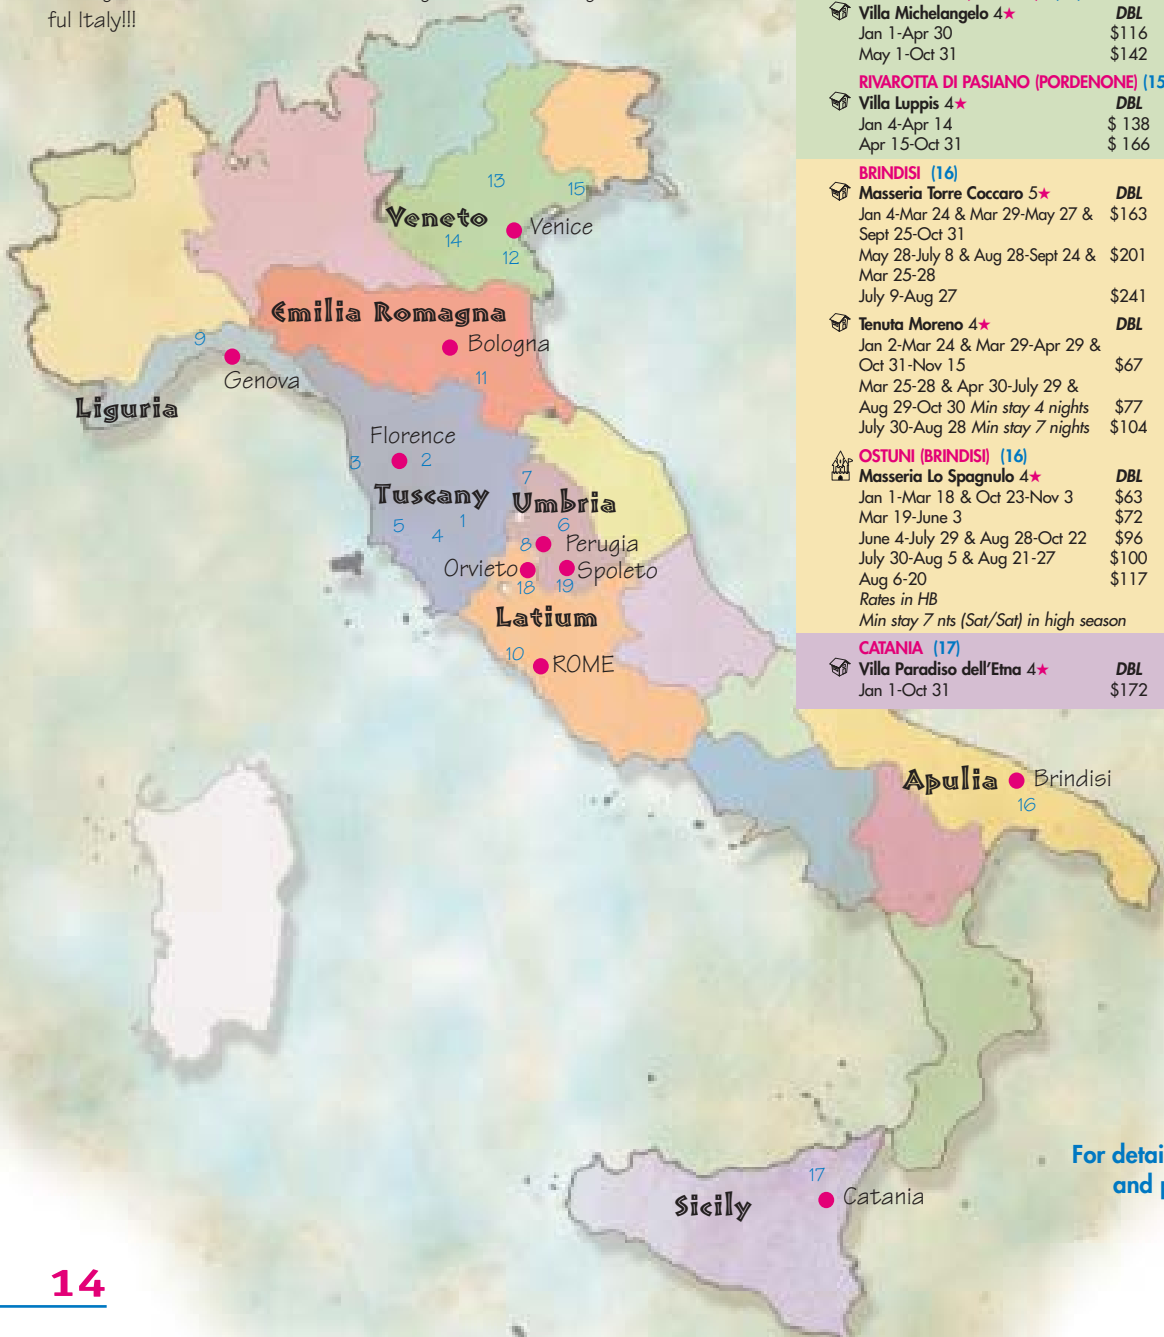 ful Italy!!!
Villa Michelangelo 4★ DBL
Jan 1-Apr 30 $116
May 1-Oct 31 $142
RIVAROTTA DI PASIANO (PORDENONE) (15
Villa Luppis 4★ DBL
Jan 4-Apr 14 $ 138
Apr 15-Oct 31 $ 166
BRINDISI (16)
Masseria Torre Coccaro 5★ DBL
Jan 4-Mar 24 & Mar 29-May 27 & $163
Sept 25-Oct 31
May 28-July 8 & Aug 28-Sept 24 & $201
Mar 25-28
July 9-Aug 27 $241
Tenuta Moreno 4★ DBL
Jan 2-Mar 24 & Mar 29-Apr 29 &
Oct 31-Nov 15 $67
Mar 25-28 & Apr 30-July 29 &
Aug 29-Oct 30 Min stay 4 nights $77
July 30-Aug 28 Min stay 7 nights $104
OSTUNI (BRINDISI) (16)
Masseria Lo Spagnulo 4★ DBL
Jan 1-Mar 18 & Oct 23-Nov 3 $63
Mar 19-June 3 $72
June 4-July 29 & Aug 28-Oct 22 $96
July 30-Aug 5 & Aug 21-27 $100
Aug 6-20 $117
Rates in HB
Min stay 7 nts (Sat/Sat) in high season
CATANIA (17)
Villa Paradiso dell'Etna 4★ DBL
Jan 1-Oct 31 $172
13
15
Veneto
Venice
14
12
Emilia Romagna
9
Bologna
Genova
11
Liguria
Florence
3
2
7
Tuscany
Umbria
5
4
1
6
8
Perugia
Orvieto
Spoleto
18
19
Latium
10
ROME
Apulia
Brindisi
16
17
Sicily
Catania
For detai
and p
14